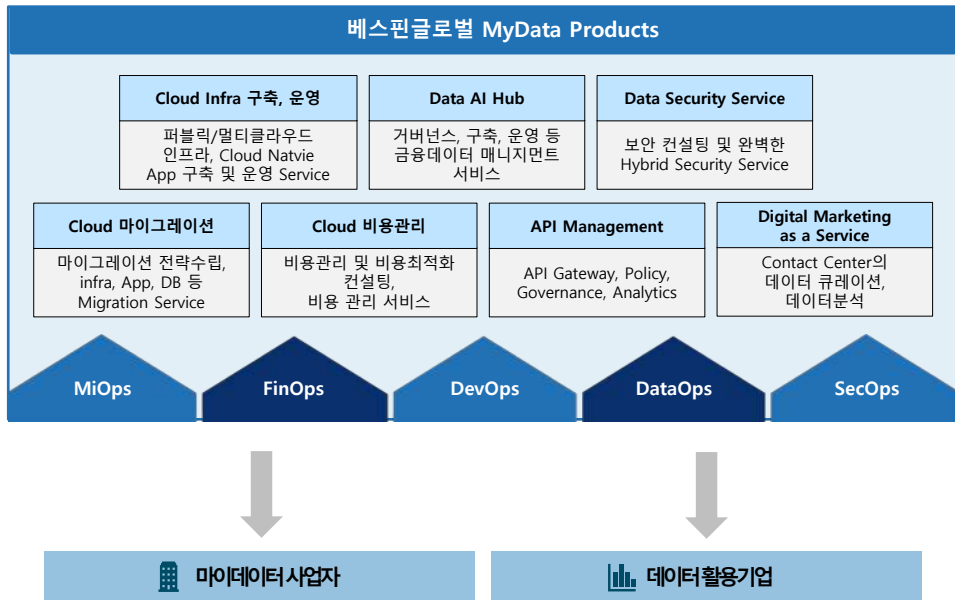 베스핀글로벌 MyData Products
Cloud Infra 구축, 운영
퍼블릭/멀티클라우드
인프라, Cloud Natvie
App 구축 및 운영 Service
Data AI Hub
거버넌스, 구축, 운영 등
금융데이터 매니지먼트
서비스
Data Security Service
보안 컨설팅 및 완벽한
Hybrid Security Service
Cloud 마이그레이션
마이그레이션 전략수립,
infra, App, DB 등
Migration Service
Cloud 비용관리
비용관리 및 비용최적화
컨설팅,
비용 관리 서비스
API Management
API Gateway, Policy,
Governance, Analytics
Digital Marketing
as a Service
Contact Center의
데이터 큐레이션,
데이터분석
MiOps
FinOps
DevOps
DataOps
SecOps
마이데이터 사업자
데이터 활용기업